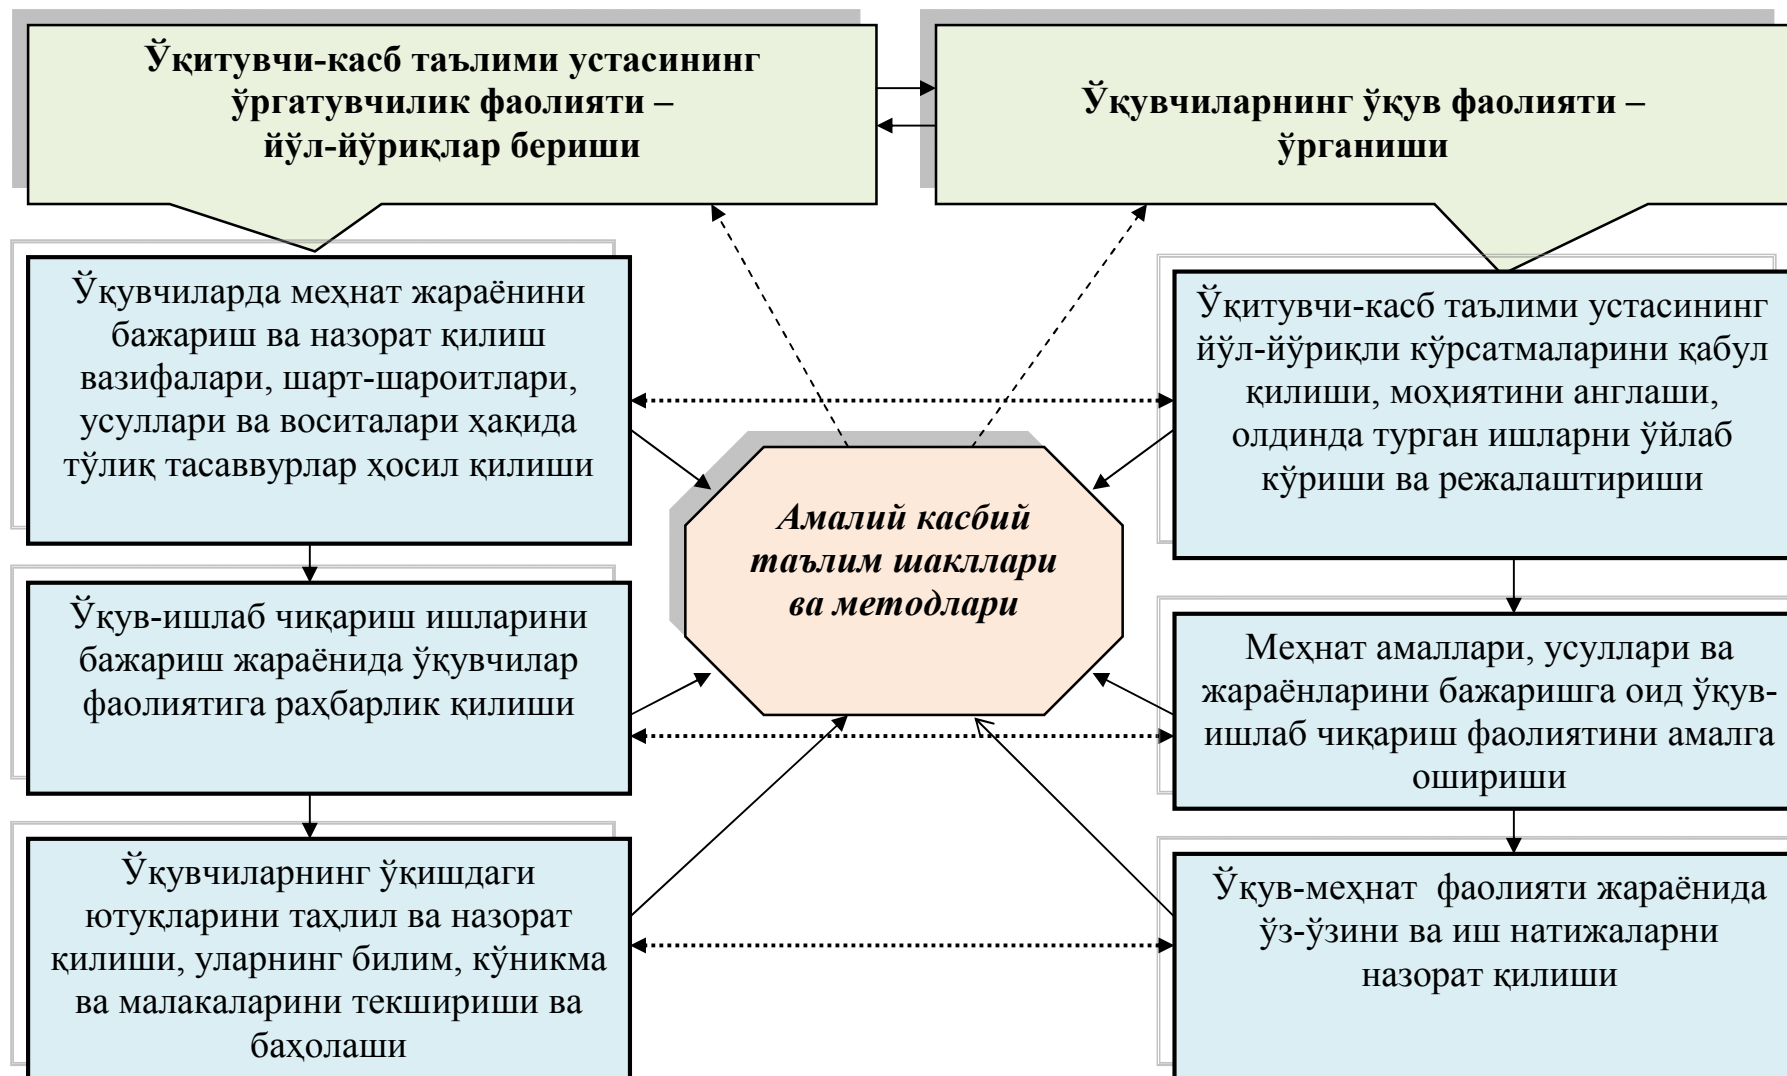 Ўқитувчи-касб таълими устасининг
ўргатувчилик фаолияти –
йўл-йўриқлар бериши
Ўқувчиларнинг ўқув фаолияти –
ўрганиши
Ўқувчиларда меҳнат жараёнини
бажариш ва назорат қилиш
вазифалари, шарт-шароитлари,
усуллари ва воситалари ҳақида
тўлиқ тасаввурлар ҳосил қилиши
Ўқитувчи-касб таълими устасининг
йўл-йўриқли кўрсатмаларини қабул
қилиши, моҳиятини англаши,
олдинда турган ишларни ўйлаб
кўриши ва режалаштириши
Амалий касбий
таълим шакллари
ва методлари
Ўқув-ишлаб чиқариш ишларини
бажариш жараёнида ўқувчилар
фаолиятига раҳбарлик қилиши
Меҳнат амаллари, усуллари ва
жараёнларини бажаришга оид ўқув-
ишлаб чиқариш фаолиятини амалга
ошириши
Ўқувчиларнинг ўқишдаги
ютуқларини таҳлил ва назорат
қилиши, уларнинг билим, кўникма
ва малакаларини текшириши ва
баҳолаши
Ўқув-меҳнат фаолияти жараёнида
ўз-ўзини ва иш натижаларни
назорат қилиши